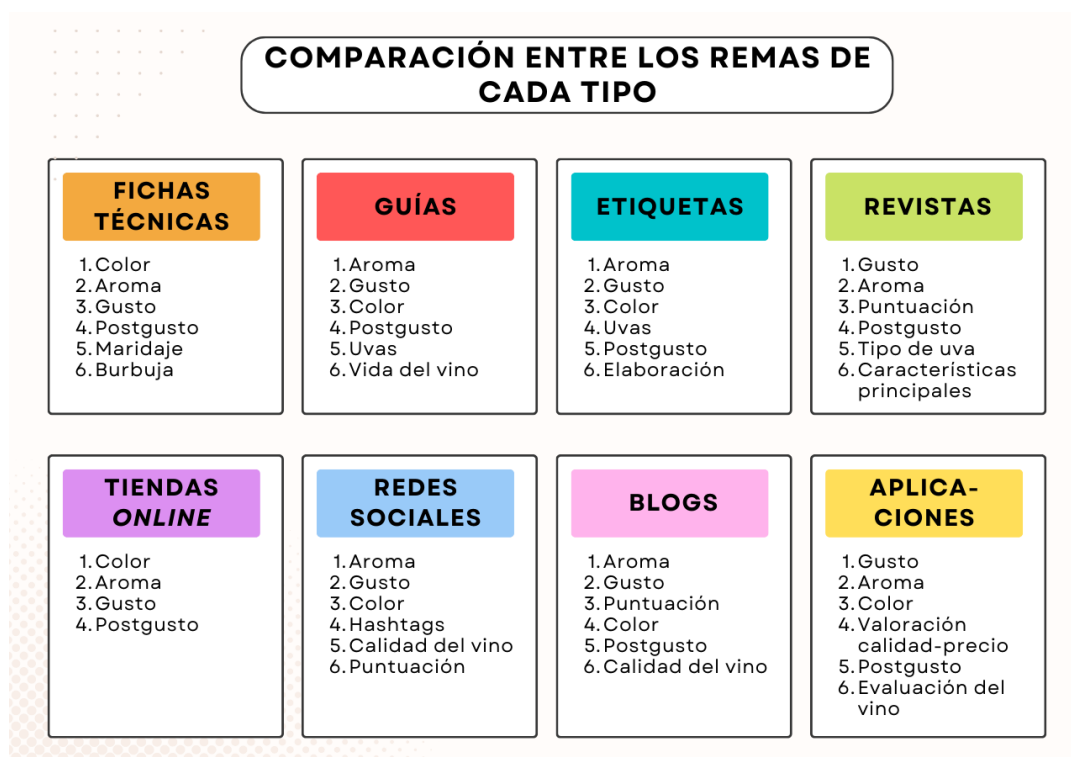 COMPARACIÓN ENTRE LOS REMAS DE
CADA TIPO
FICHAS
TÉCNICAS
1. Color
2. Aroma
3. Gusto
4. Postgusto
5. Maridaje
6. Burbuja
GUÍAS
1. Aroma
2. Gusto
3. Color
4. Postgusto
5. Uvas
6. Vida del vino
ETIQUETAS
1. Aroma
2. Gusto
3. Color
4. Uvas
5. Postgusto
6. Elaboración
REVISTAS
1. Gusto
2. Aroma
3. Puntuación
4. Postgusto
5. Tipo de uva
6. Características
principales
TIENDAS
ONLINE
1. Color
2. Aroma
3. Gusto
4. Postgusto
REDES
SOCIALES
1. Aroma
2. Gusto
3. Color
4. Hashtags
5. Calidad del vino
6. Puntuación
BLOGS
1. Aroma
2. Gusto
3. Puntuación
4. Color
5. Postgusto
6. Calidad del vino
APLICA-
CIONES
1. Gusto
2. Aroma
3. Color
4. Valoración
calidad-precio
5. Postgusto
6. Evaluación del
vino